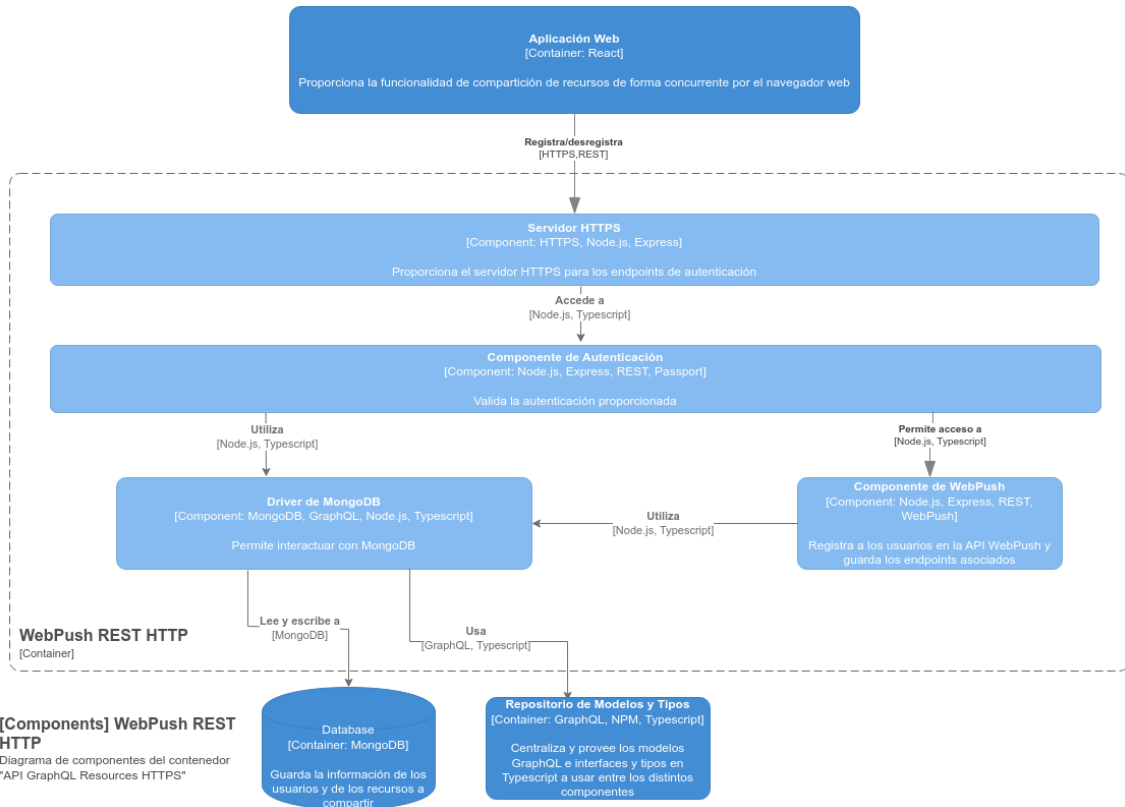 Aplicación Web
[Container: React]
Proporciona la funcionalidad de compartición de recursos de forma concurrente por el navegador web
Registra/desregistra
[HTTPS,REST]
Servidor HTTPS
[Component: HTTPS, Node.js, Express]
Proporciona el servidor HTTPS para los endpoints de autenticación
Accede a
[Node.js, Typescript]
Componente de Autenticación
[Component: Node.js, Express, REST, Passport]
Valida la autenticación proporcionada
Utiliza
[Node.js, Typescript]
Permite acceso a
[Node.js, Typescript]
Driver de MongoDB
[Component: MongoDB, GraphQL, Node.js, Typescript]
Permite interactuar con MongoDB
Utiliza
[Node.js, Typescript]
Componente de WebPush
[Component: Node.js, Express, REST,
WebPush]
Registra a los usuarios en la API WebPush y
guarda los endpoints asociados
Lee y escribe a
[MongoDB]
Usa
[GraphQL, Typescript]
WebPush REST HTTP
[Container]
[Components] WebPush REST
HTTP
Diagrama de componentes del contenedor
"API GraphQL Resources HTTPS"
Database
[Container: MongoDB]
Guarda la información de los
usuarios y de los recursos a
compartir
Repositorio de Modelos y Tipos
[Container: GraphQL, NPM, Typescript]
Centraliza y provee los modelos
GraphQL e interfaces y tipos en
Typescript a usar entre los distintos
componentes